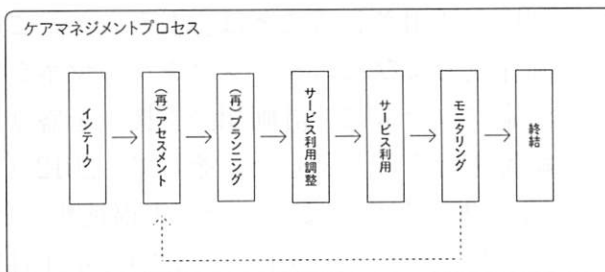 ケアマネジメントプロセス
インテーク
(再)アセスメント
(再)プランニング
サービス利用調整
サービス利用
モニタリング
終結